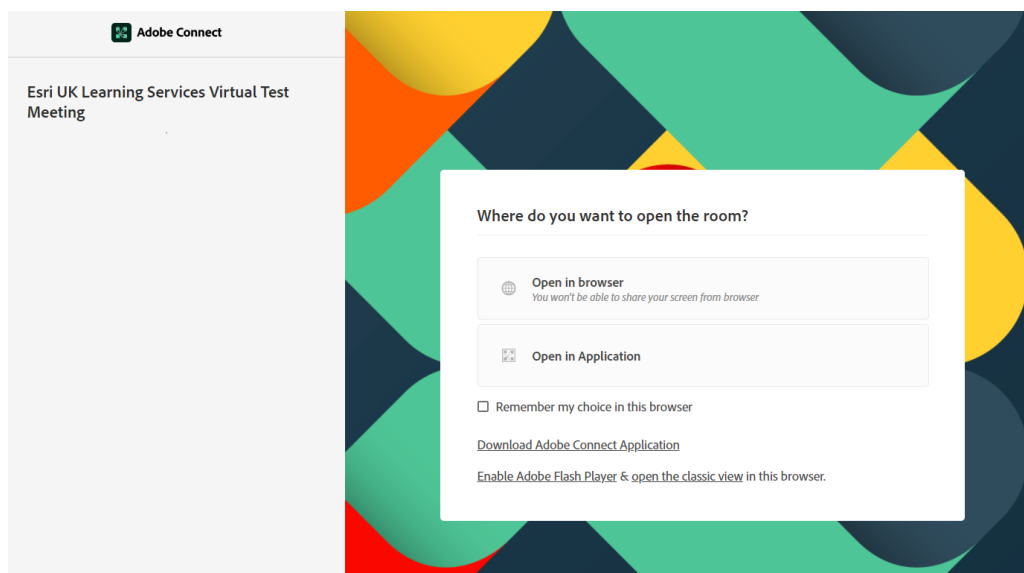 Adobe Connect
Esri UK Learning Services Virtual Test
Meeting
Where do you want to open the room?
Open in browser
You won't be able to share your screen from browser
Open in Application
Remember my choice in this browser
Download Adobe Connect Application
Enable Adobe Flash Player & open the classic view in this browser.